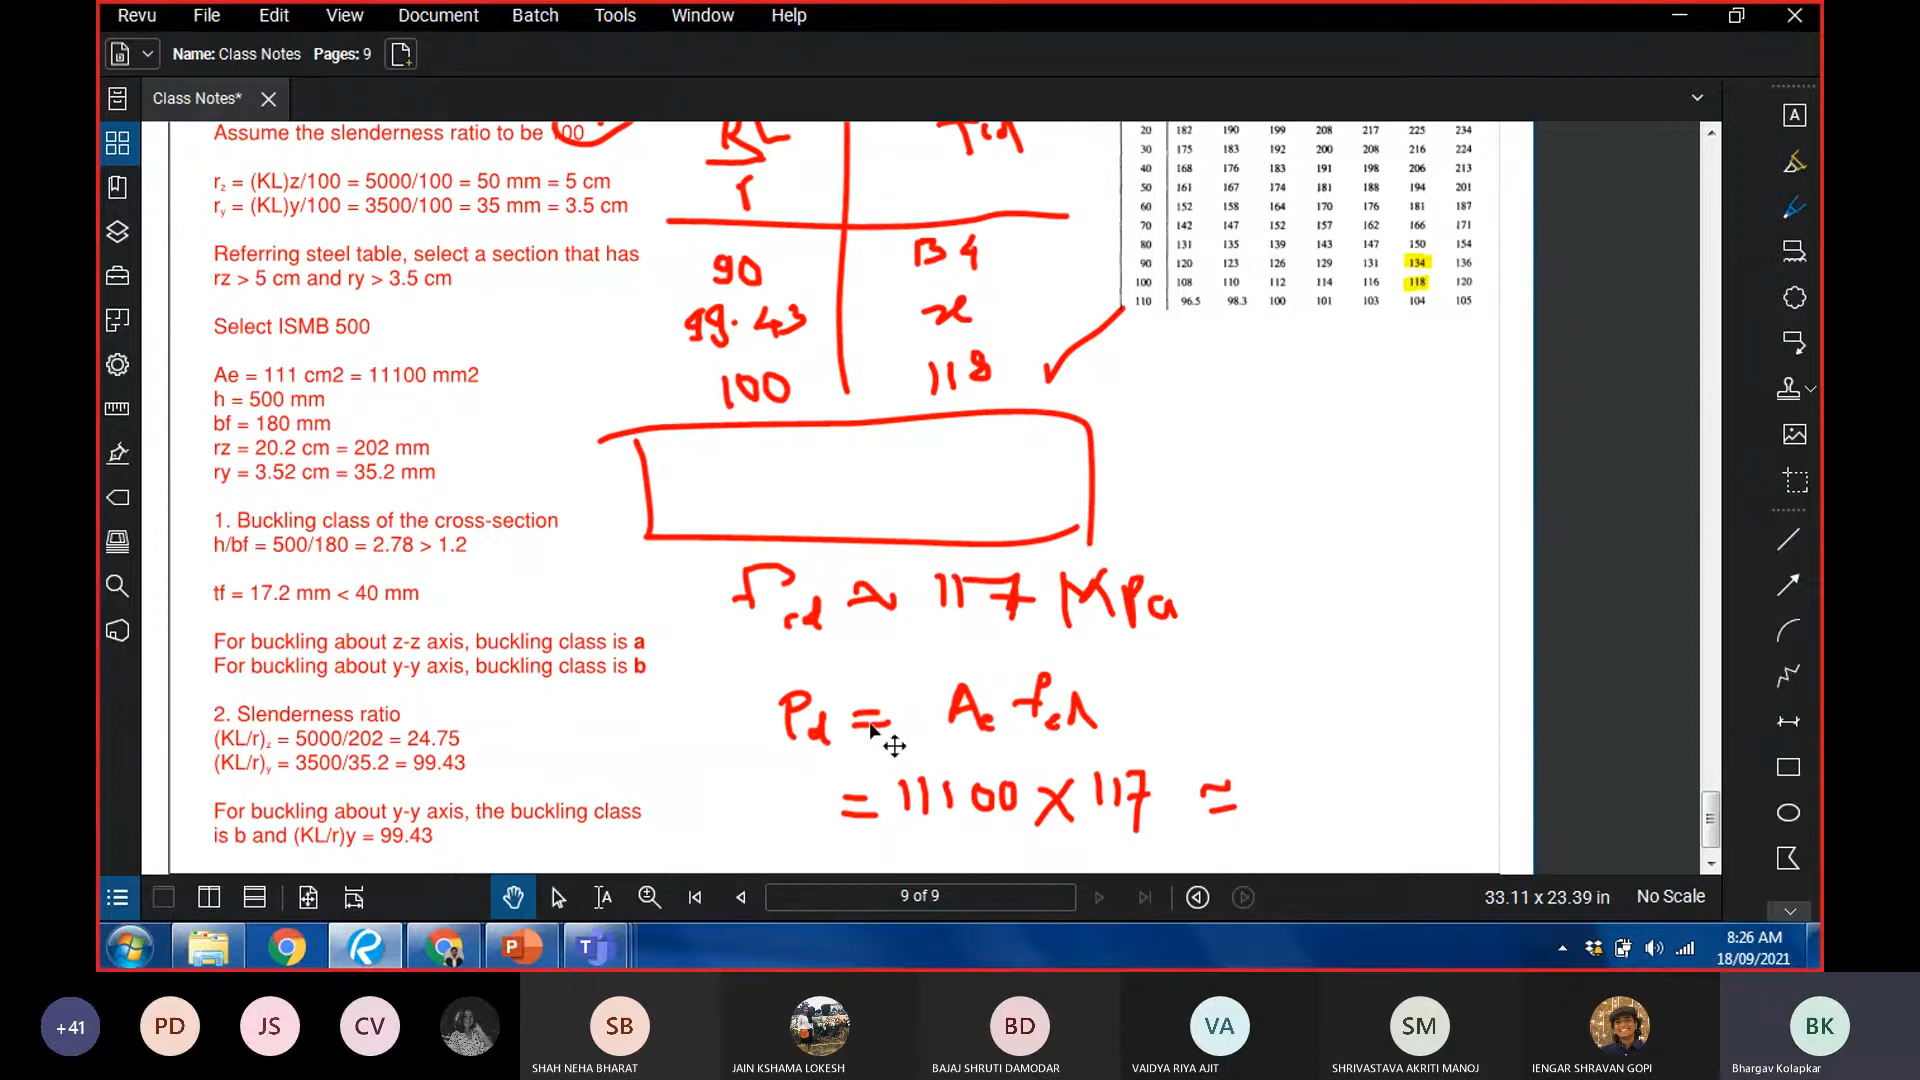 Revu File Edit View Document Batch Tools Window Help
Name: Class Notes Pages: 9
Class Notes*
Assume the slenderness ratio to be 100
rz = (KL)z/100 = 5000/100 = 50 mm = 5 cm
ry = (KL)y/100 = 3500/100 = 35 mm = 3.5 cm
Referring steel table, select a section that has
rz > 5 cm and ry > 3.5 cm
Select ISMB 500
Ae = 111 cm2 = 11100 mm2
h = 500 mm
bf = 180 mm
rz = 20.2 cm = 202 mm
ry = 3.52 cm = 35.2 mm
1. Buckling class of the cross-section
h/bf = 500/180 = 2.78 > 1.2
tf = 17.2 mm < 40 mm
For buckling about z-z axis, buckling class is a
For buckling about y-y axis, buckling class is b
2. Slenderness ratio
(KL/r)z = 5000/202 = 24.75
(KL/r)y = 3500/35.2 = 99.43
For buckling about y-y axis, the buckling class
is b and (KL/r)y = 99.43
KL fcd
r
90 134
99.43 x
100 118
fcd ≈ 117 MPa
Pd = Ae fcd
= 11100 × 117 ≃
20 182 190 199 208 217 225 234
30 175 183 192 200 208 216 224
40 168 176 183 191 198 206 213
50 161 167 174 181 188 194 201
60 152 158 164 170 176 181 187
70 142 147 152 157 162 166 171
80 131 135 139 143 147 150 154
90 120 123 126 129 131 134 136
100 108 110 112 114 116 118 120
110 96.5 98.3 100 101 103 104 105
9 of 9
33.11 x 23.39 in No Scale
8:26 AM
18/09/2021
+41 PD JS CV SB BD VA SM BK
SHAH NEHA BHARAT JAIN KSHAMA LOKESH BAJAJ SHRUTI DAMODAR VAIDYA RIYA AJIT SHRIVASTAVA AKRITI MANOJ IENGAR SHRAVAN GOPI Bhargav Kolapkar